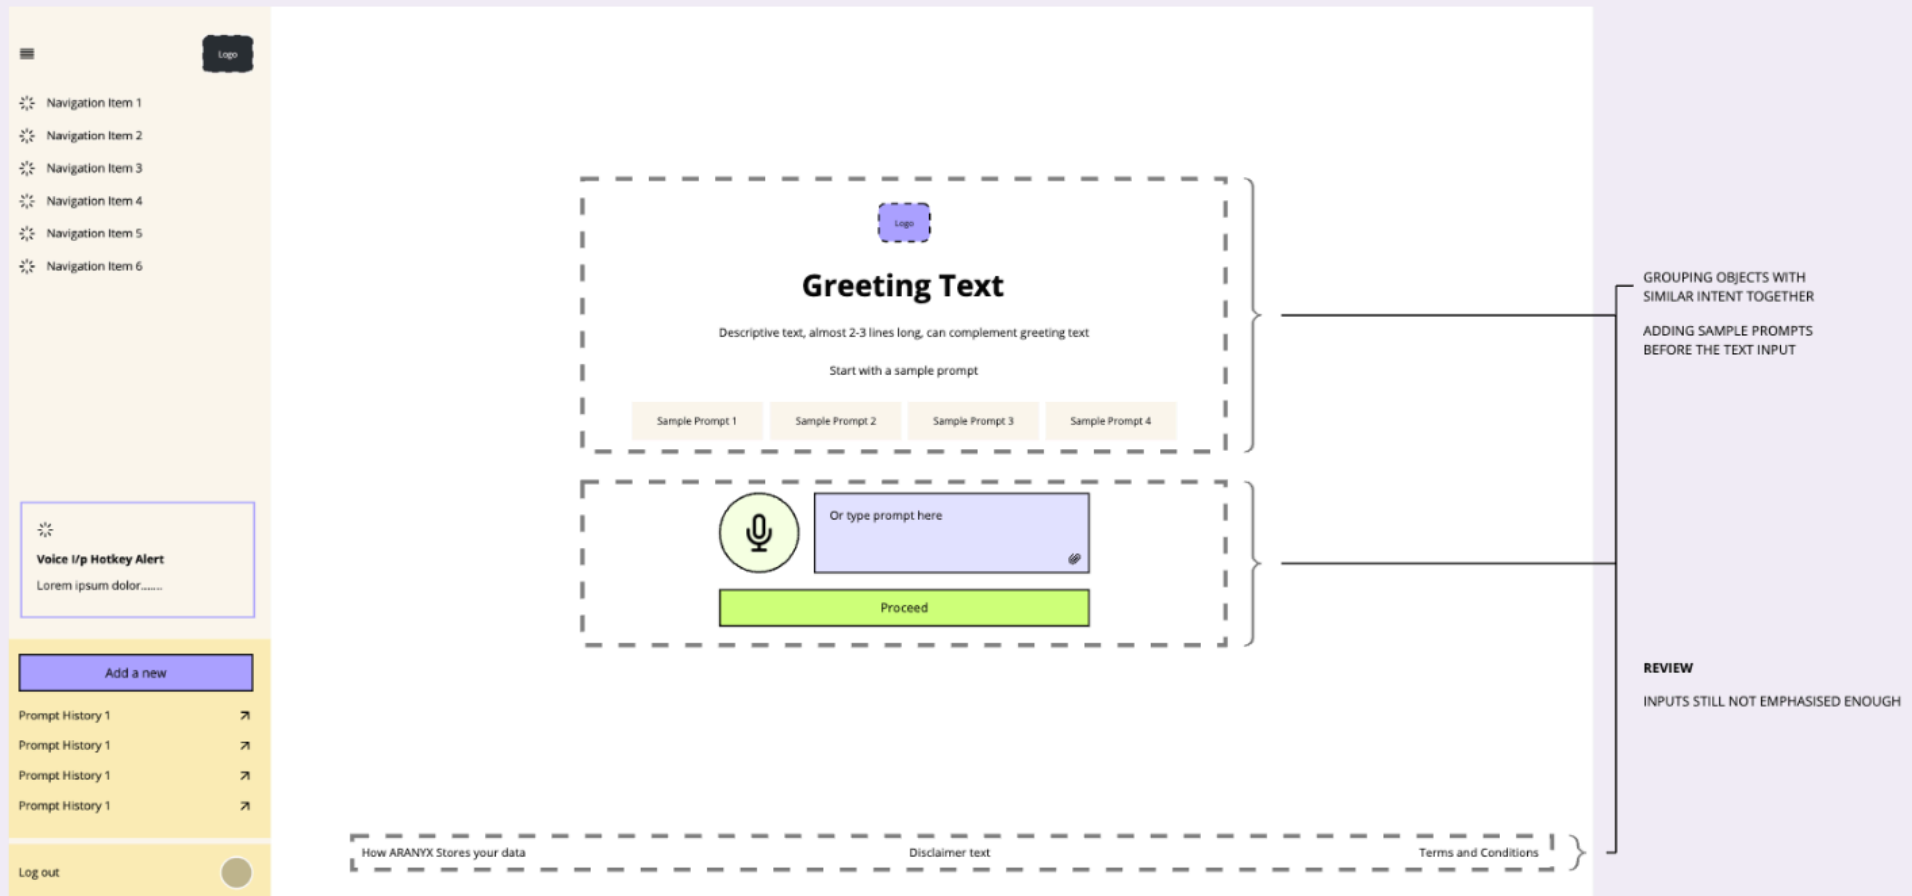 Logo
Navigation Item 1
Navigation Item 2
Navigation Item 3
Navigation Item 4
Navigation Item 5
Navigation Item 6
Voice I/p Hotkey Alert
Lorem ipsum dolor........
Add a new
Prompt History 1
Prompt History 1
Prompt History 1
Prompt History 1
Log out
Logo
Greeting Text
Descriptive text, almost 2-3 lines long, can complement greeting text
Start with a sample prompt
Sample Prompt 1
Sample Prompt 2
Sample Prompt 3
Sample Prompt 4
Or type prompt here
Proceed
How ARANYX Stores your data
Disclaimer text
Terms and Conditions
GROUPING OBJECTS WITH
SIMILAR INTENT TOGETHER
ADDING SAMPLE PROMPTS
BEFORE THE TEXT INPUT
REVIEW
INPUTS STILL NOT EMPHASISED ENOUGH